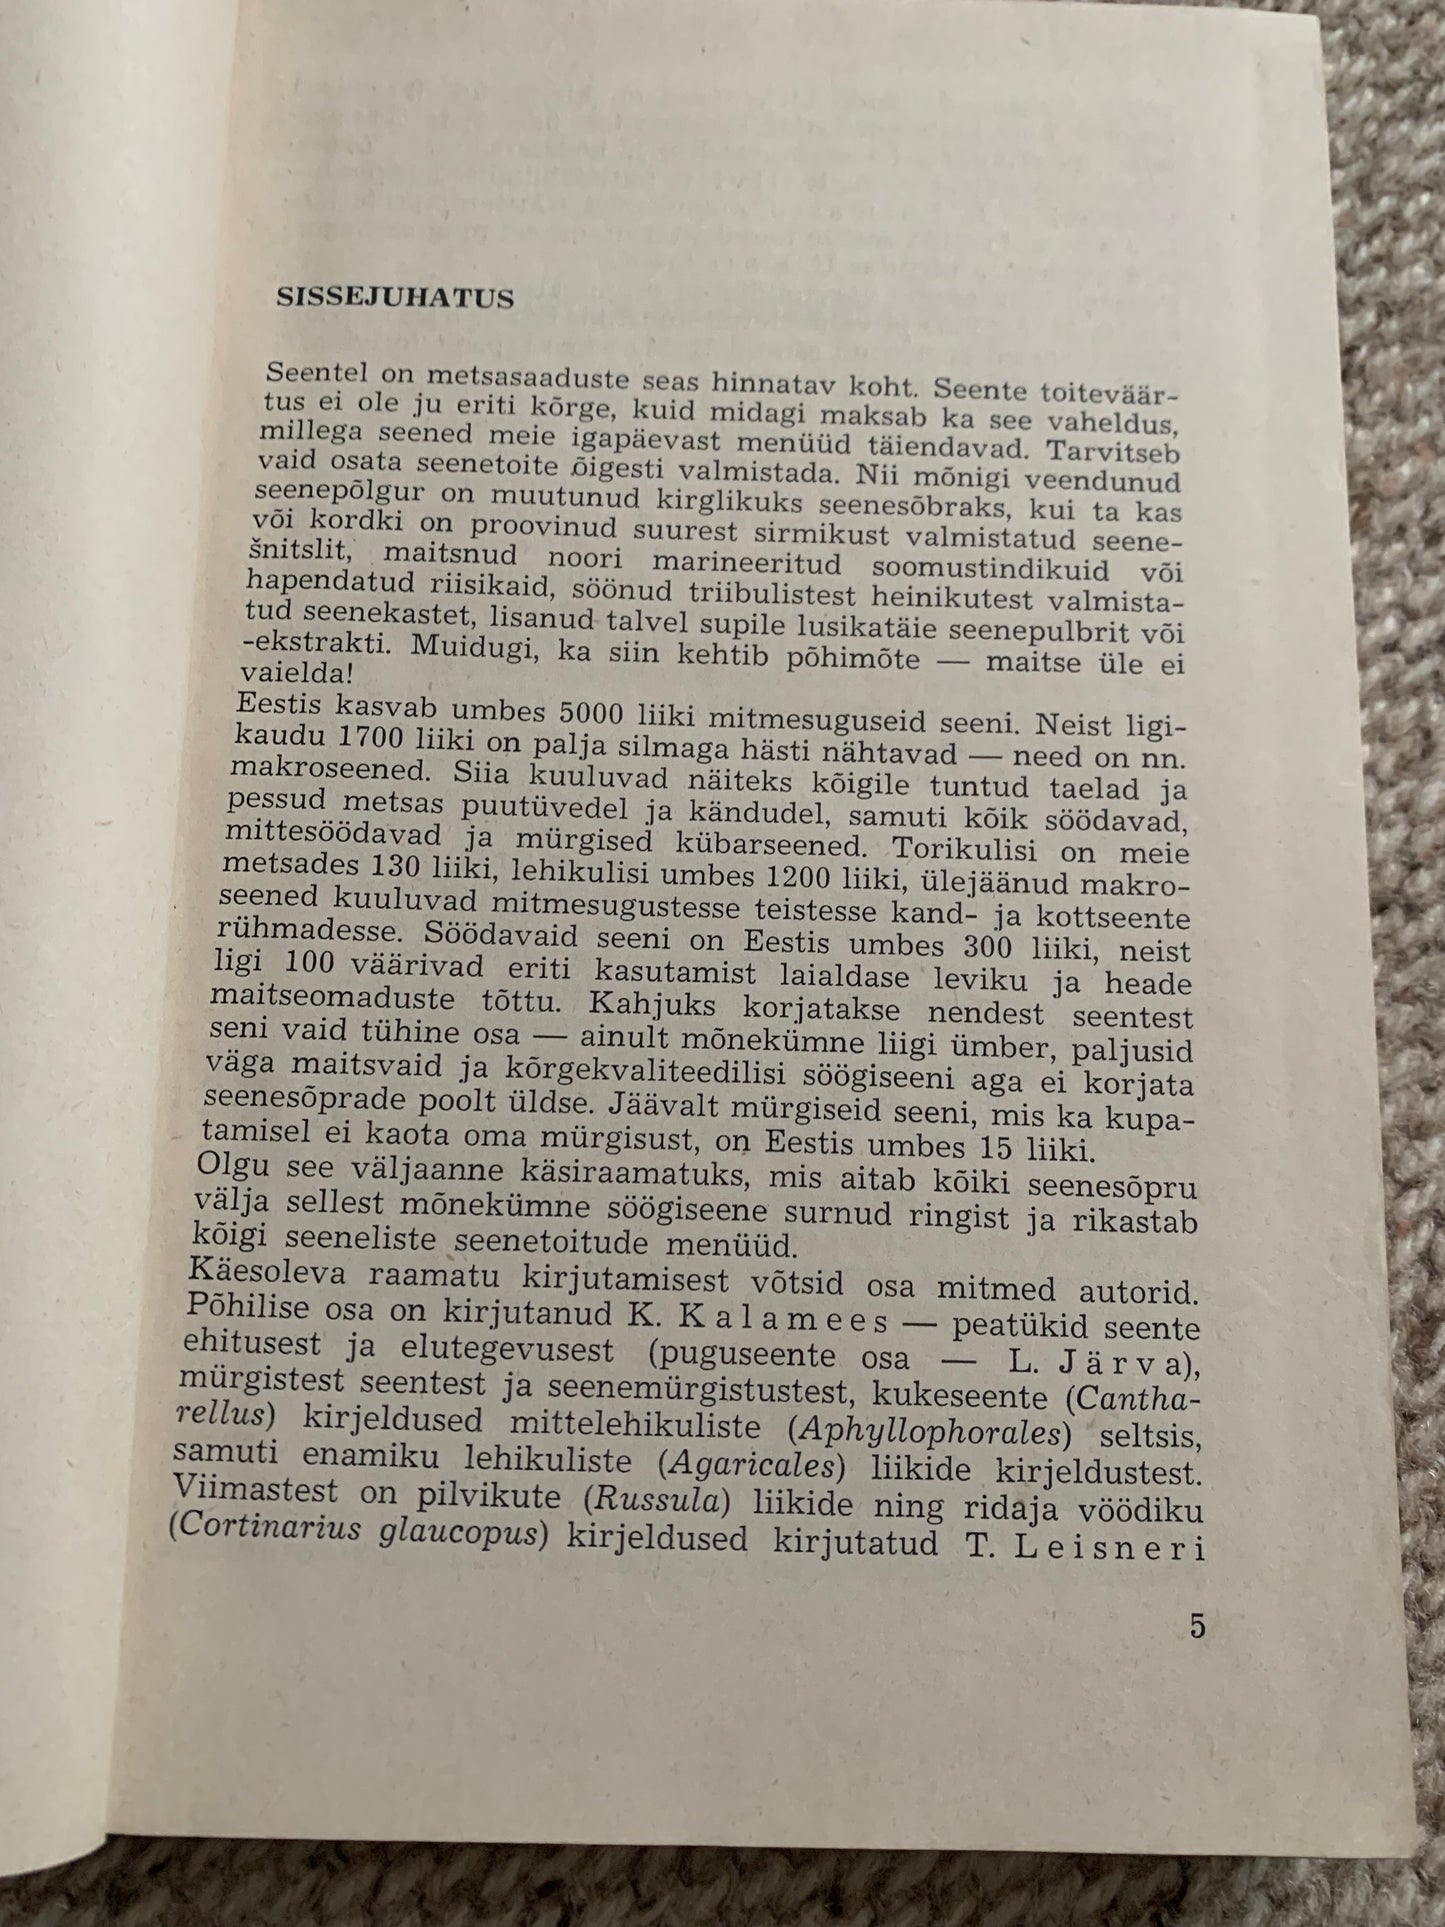 SISSEJUHATUS
Seentel on metsasaaduste seas hinnatav koht. Seente toiteväär-
tus ei ole ju eriti kõrge, kuid midagi maksab ka see vaheldus,
millega seened meie igapäevast menüüd täiendavad. Tarvitseb
vaid osata seenetoite õigesti valmistada. Nii mõnigi veendunud
seenepõlgur on muutunud kirglikuks seenesõbraks, kui ta kas
või kordki on proovinud suurest sirmikust valmistatud seene-
šnitslit, maitsnud noori marineeritud soomustindikuid või
hapendatud riisikaid, söönud triibulistest heinikutest valmista-
tud seenekastet, lisanud talvel supile lusikatäie seenepulbrit või
-ekstrakti. Muidugi, ka siin kehtib põhimõte — maitse üle ei
vaielda!
Eestis kasvab umbes 5000 liiki mitmesuguseid seeni. Neist ligi-
kaudu 1700 liiki on palja silmaga hästi nähtavad — need on nn.
makroseened. Siia kuuluvad näiteks kõigile tuntud taelad ja
pessud metsas puutüvedel ja kändudel, samuti kõik söödavad,
mittesöödavad ja mürgised kübarseened. Torikulisi on meie
metsades 130 liiki, lehikulisi umbes 1200 liiki, ülejäänud makro-
seened kuuluvad mitmesugustesse teistesse kand- ja kottseente
rühmadesse. Söödavaid seeni on Eestis umbes 300 liiki, neist
ligi 100 väärivad eriti kasutamist laialdase leviku ja heade
maitseomaduste tõttu. Kahjuks korjatakse nendest seentest
seni vaid tühine osa — ainult mõnekümne liigi ümber, paljusid
väga maitsvaid ja kõrgekvaliteedilisi söögiseeni aga ei korjata
seenesõprade poolt üldse. Jäävalt mürgiseid seeni, mis ka kupa-
tamisel ei kaota oma mürgisust, on Eestis umbes 15 liiki.
Olgu see väljaanne käsiraamatuks, mis aitab kõiki seenesõpru
välja sellest mõnekümne söögiseene surnud ringist ja rikastab
kõigi seeneliste seenetoitude menüüd.
Käesoleva raamatu kirjutamisest võtsid osa mitmed autorid.
Põhilise osa on kirjutanud K. Kalamees — peatükid seente
ehitusest ja elutegevusest (puguseente osa — L. Järva),
mürgistest seentest ja seenemürgistustest, kukeseente (Cantha-
rellus) kirjeldused mittelehikuliste (Aphyllophorales) seltsis,
samuti enamiku lehikuliste (Agaricales) liikide kirjeldustest.
Viimastest on pilvikute (Russula) liikide ning ridaja vöödiku
(Cortinarius glaucopus) kirjeldused kirjutatud T. Leisneri
5